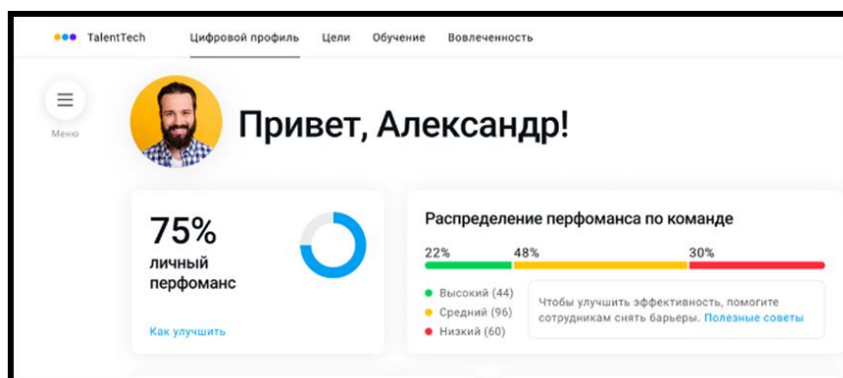 TalentTech Цифровой профиль Цели Обучение Вовлеченность
Меню
Привет, Александр!
75%
личный
перфоманс
Как улучшить
Распределение перфоманса по команде
22% 48% 30%
Высокий (44)
Средний (96)
Низкий (60)
Чтобы улучшить эффективность, помогите
сотрудникам снять барьеры. Полезные советы